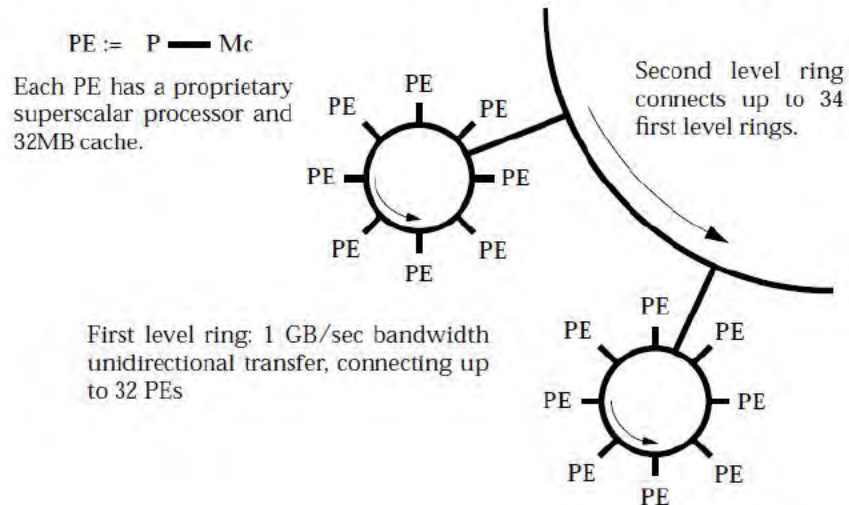 PE := P — Mc
Each PE has a proprietary
superscalar processor and
32MB cache.
PE
PE
PE
PE
PE
PE
PE
PE
Second level ring
connects up to 34
first level rings.
First level ring: 1 GB/sec bandwidth
unidirectional transfer, connecting up
to 32 PEs
PE
PE
PE
PE
PE
PE
PE
PE